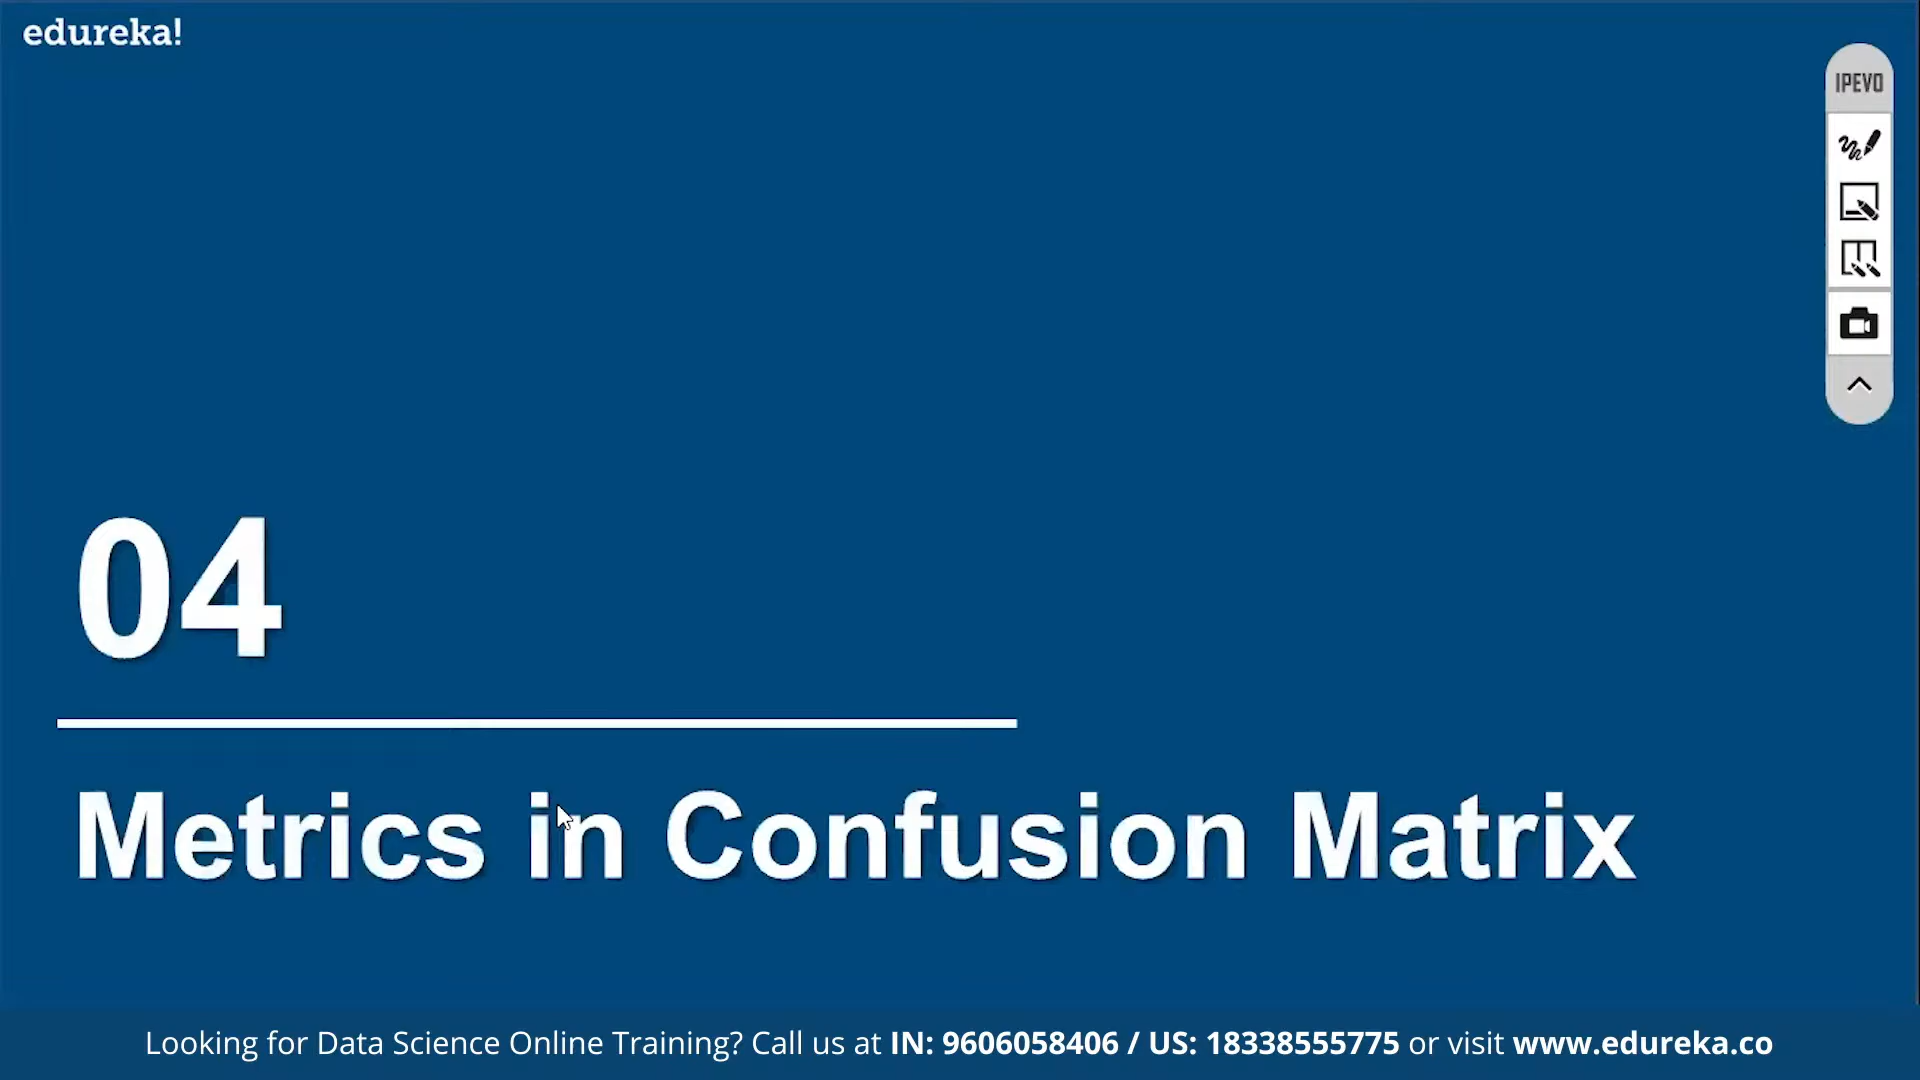 edureka!
IPEVO
04
Metrics in Confusion Matrix
Looking for Data Science Online Training? Call us at IN: 9606058406 / US: 18338555775 or visit www.edureka.co